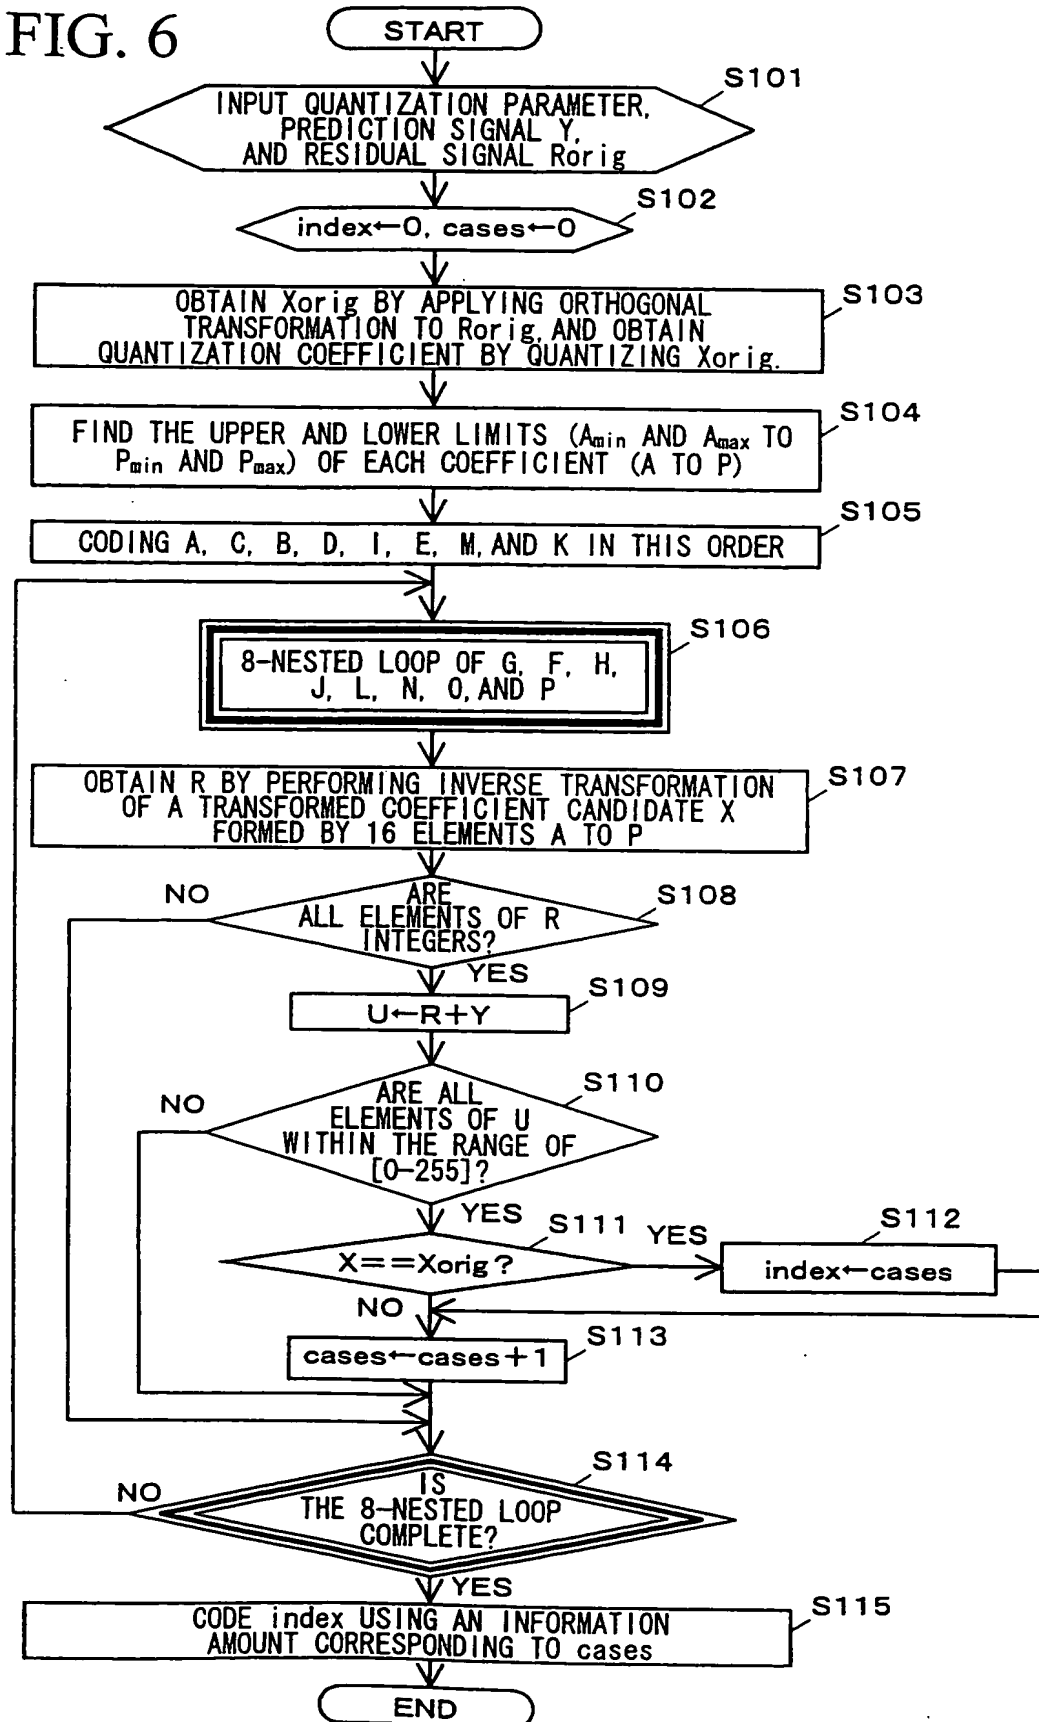 FIG. 6
START
S101
INPUT QUANTIZATION PARAMETER,
PREDICTION SIGNAL Y,
AND RESIDUAL SIGNAL Rorig
S102
index←0, cases←0
S103
OBTAIN Xorig BY APPLYING ORTHOGONAL
TRANSFORMATION TO Rorig, AND OBTAIN
QUANTIZATION COEFFICIENT BY QUANTIZING Xorig.
S104
FIND THE UPPER AND LOWER LIMITS (Amin AND Amax TO
Pmin AND Pmax) OF EACH COEFFICIENT (A TO P)
S105
CODING A, C, B, D, I, E, M, AND K IN THIS ORDER
S106
8-NESTED LOOP OF G, F, H,
J, L, N, O, AND P
S107
OBTAIN R BY PERFORMING INVERSE TRANSFORMATION
OF A TRANSFORMED COEFFICIENT CANDIDATE X
FORMED BY 16 ELEMENTS A TO P
NO
S108
ARE
ALL ELEMENTS OF R
INTEGERS?
YES
S109
U←R+Y
S110
NO
ARE ALL
ELEMENTS OF U
WITHIN THE RANGE OF
[0-255]?
YES
S111
YES
S112
X==Xorig?
index←cases
NO
S113
cases←cases+1
S114
NO
IS
THE 8-NESTED LOOP
COMPLETE?
YES
S115
CODE index USING AN INFORMATION
AMOUNT CORRESPONDING TO cases
END